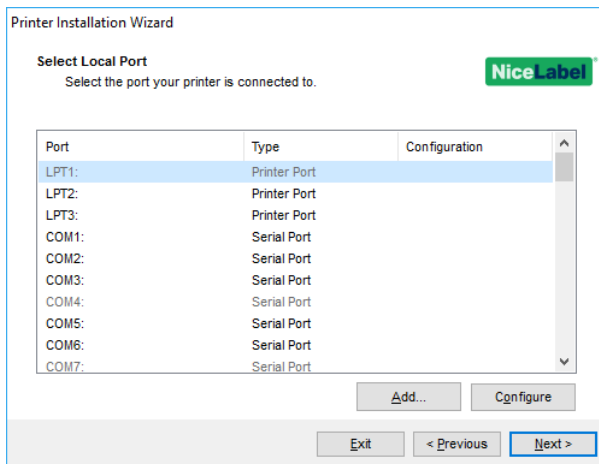 Printer Installation Wizard
Select Local Port
Select the port your printer is connected to.
NiceLabel
Port Type Configuration
LPT1: Printer Port
LPT2: Printer Port
LPT3: Printer Port
COM1: Serial Port
COM2: Serial Port
COM3: Serial Port
COM4: Serial Port
COM5: Serial Port
COM6: Serial Port
COM7: Serial Port
Add... Configure
Exit < Previous Next >